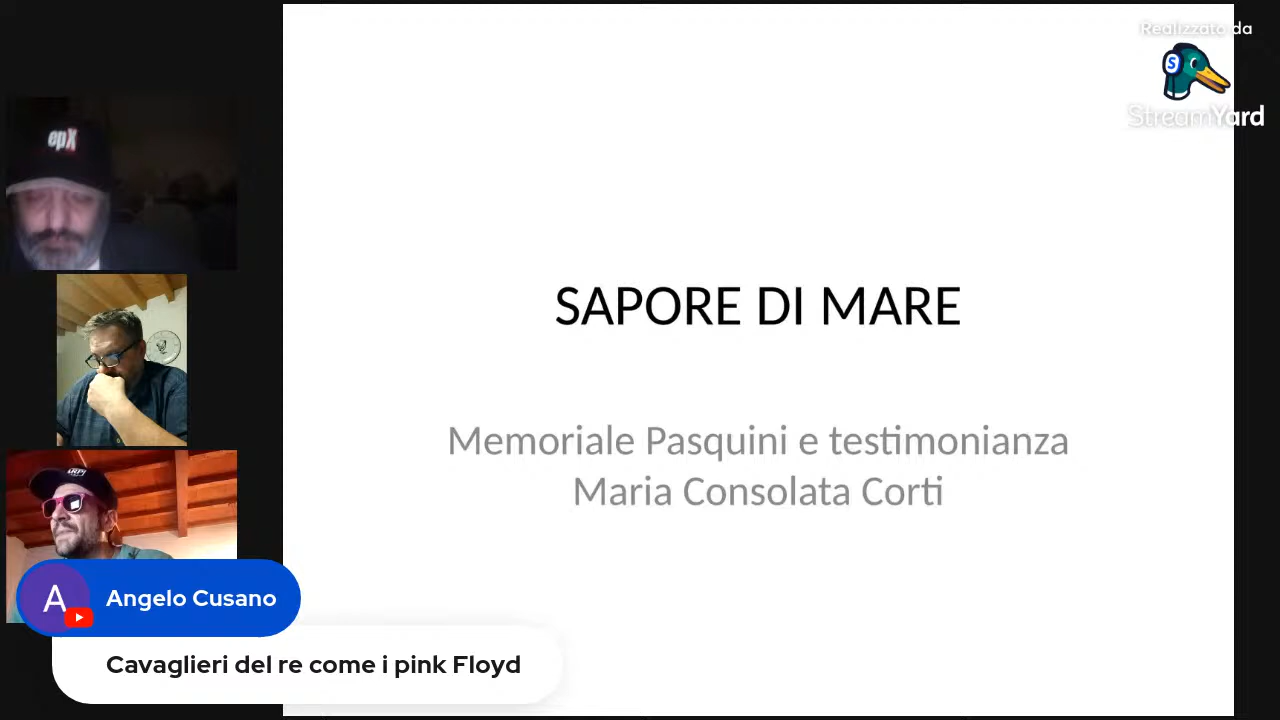 Realizzato da
StreamYard
epX
SAPORE DI MARE
Memoriale Pasquini e testimonianza
Maria Consolata Corti
A
Angelo Cusano
Cavaglieri del re come i pink Floyd